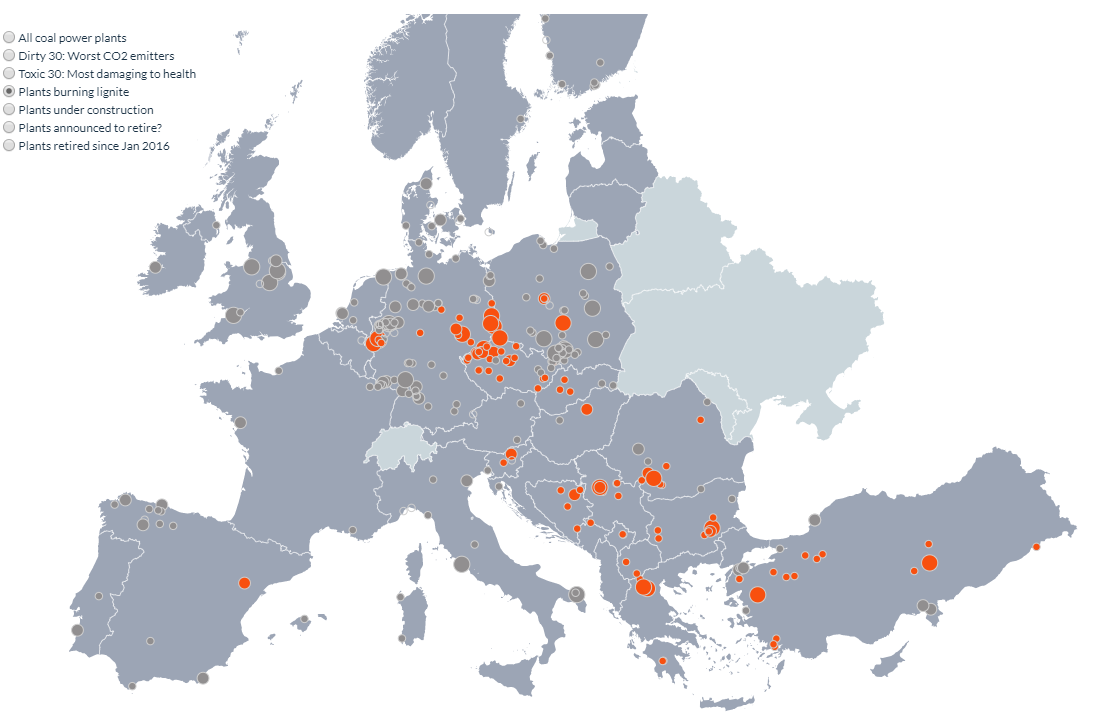 All coal power plants
Dirty 30: Worst CO2 emitters
Toxic 30: Most damaging to health
Plants burning lignite
Plants under construction
Plants announced to retire?
Plants retired since Jan 2016